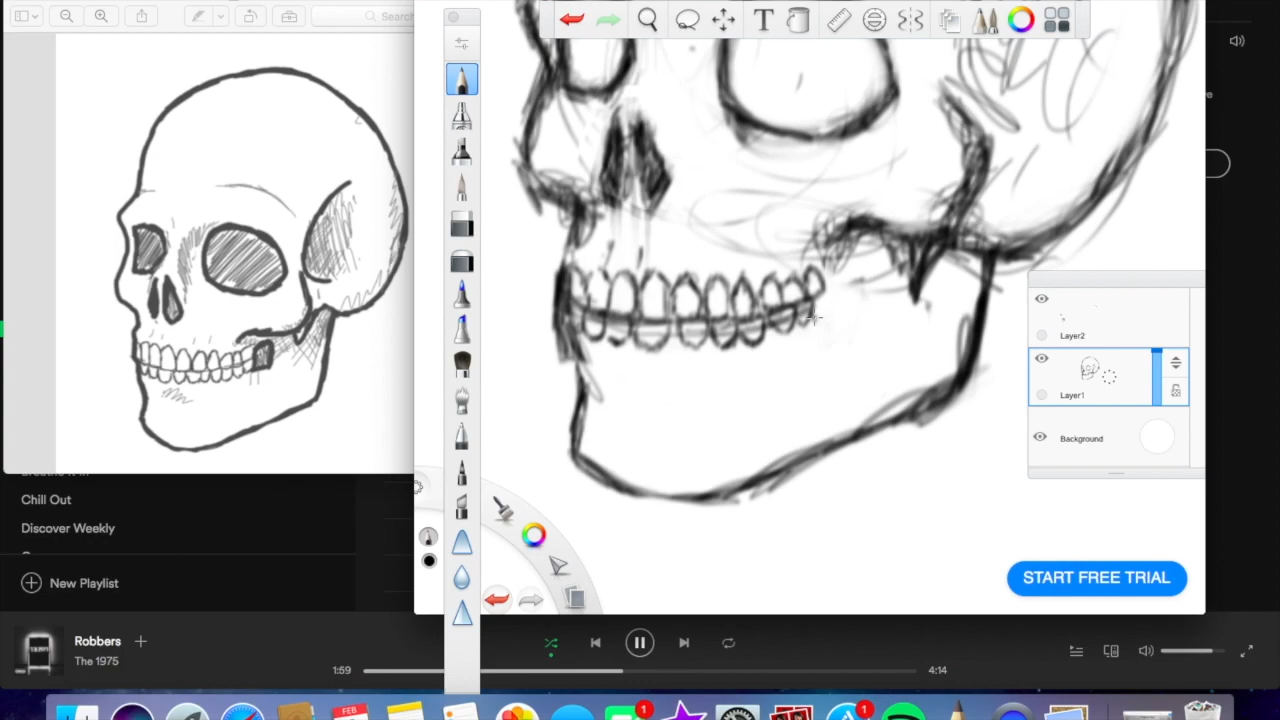 Search
T
Layer2
Layer1
Background
Chill Out
Discover Weekly
New Playlist
START FREE TRIAL
Robbers
The 1975
1:59
4:14
FEB
1
1